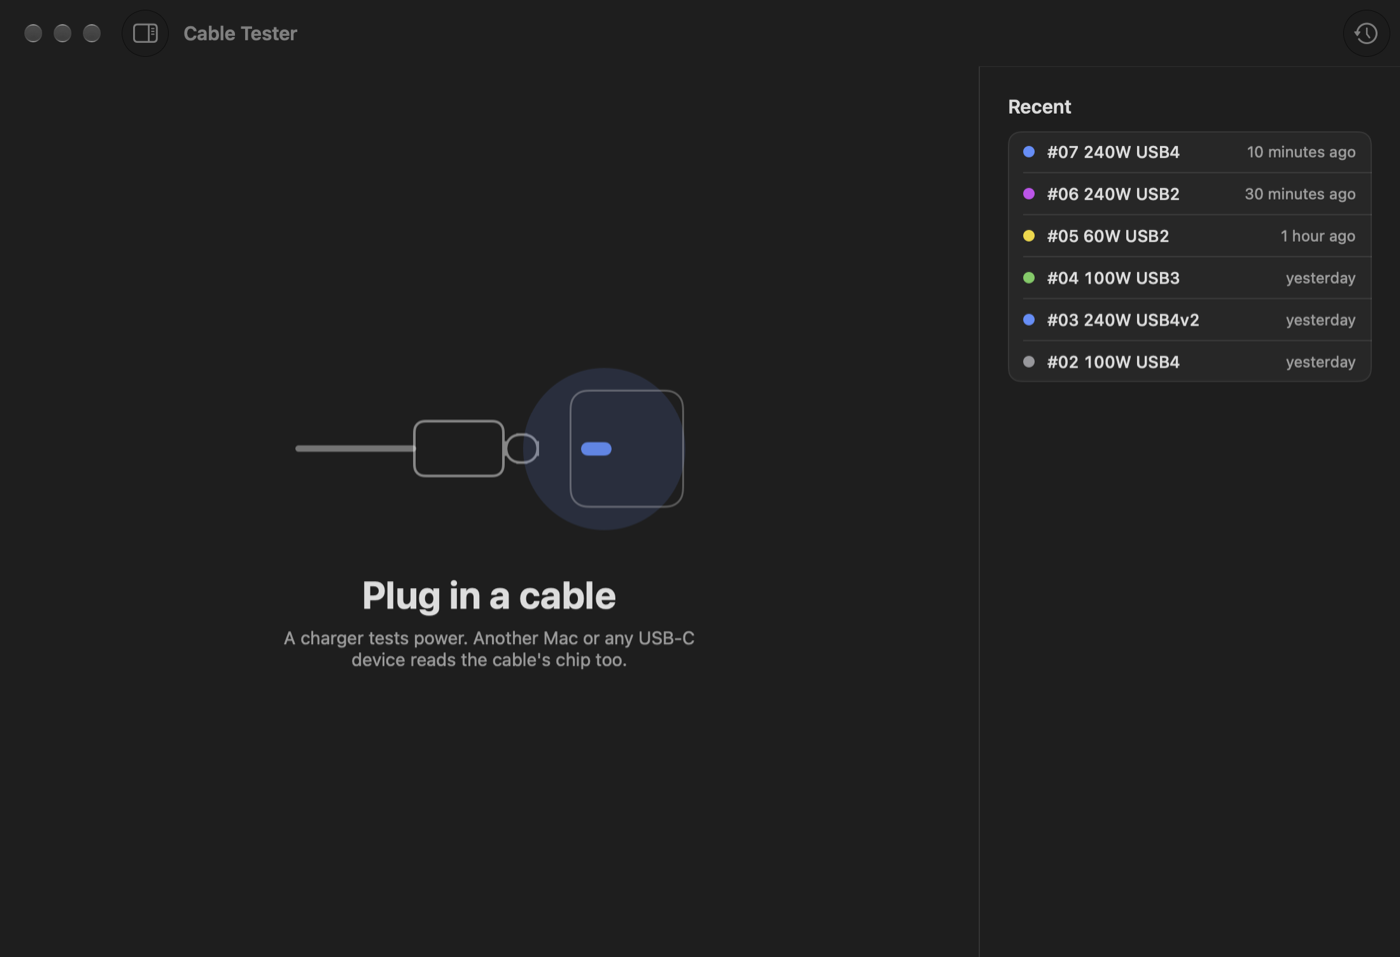 Cable Tester
Recent
#07 240W USB4 10 minutes ago
#06 240W USB2 30 minutes ago
#05 60W USB2 1 hour ago
#04 100W USB3 yesterday
#03 240W USB4v2 yesterday
#02 100W USB4 yesterday
Plug in a cable
A charger tests power. Another Mac or any USB-C
device reads the cable's chip too.